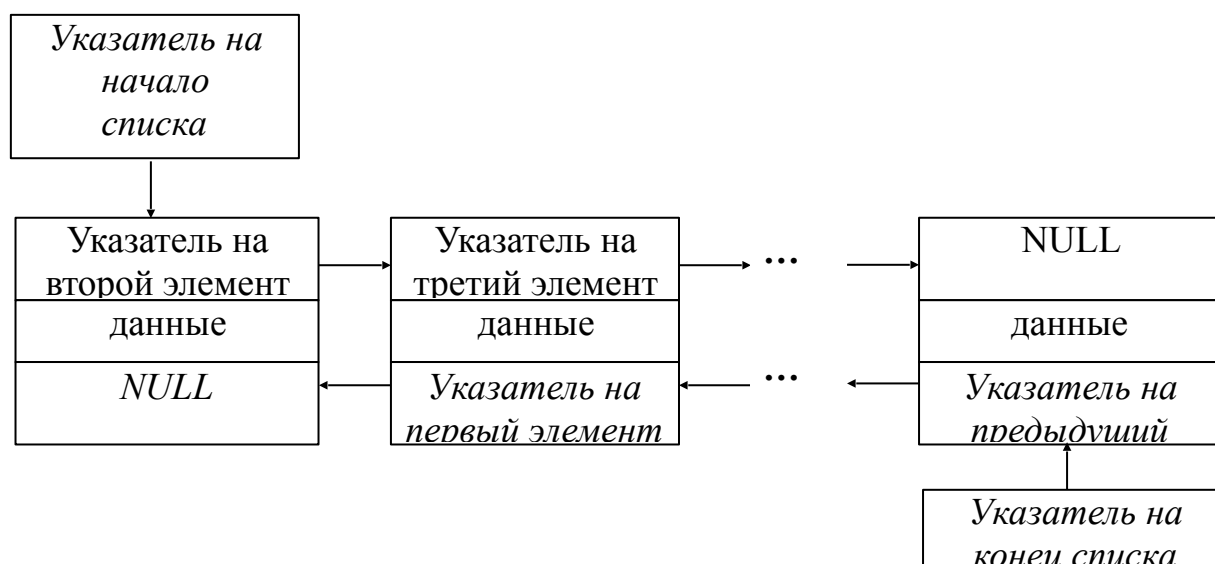 Указатель на
начало
списка
Указатель на
второй элемент
Указатель на
третий элемент
...
NULL
данные
данные
данные
NULL
Указатель на
первый элемент
...
Указатель на
предыдущий
Указатель на
конец списка